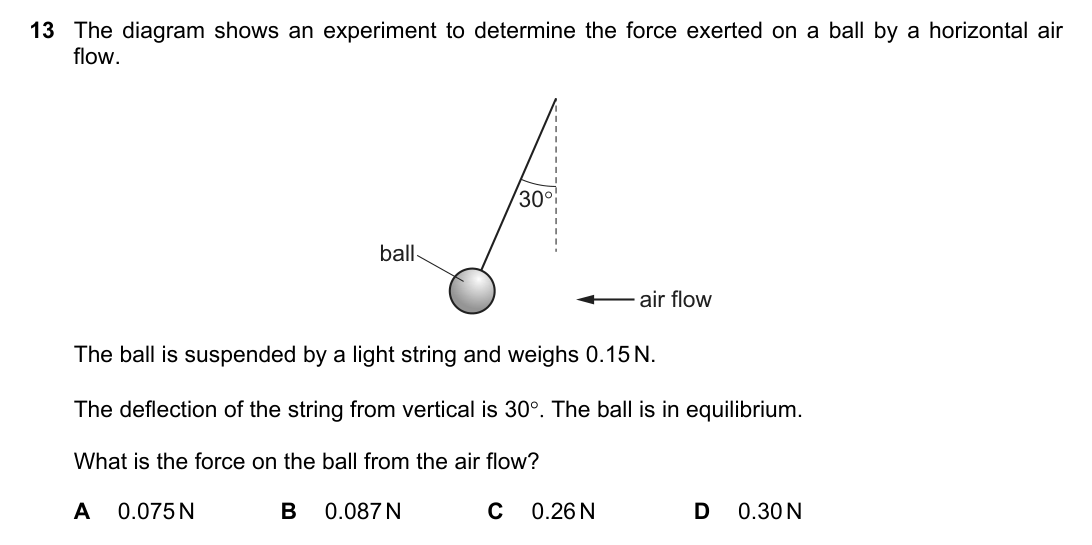 13 The diagram shows an experiment to determine the force exerted on a ball by a horizontal air
flow.
30°
ball
air flow
The ball is suspended by a light string and weighs 0.15 N.
The deflection of the string from vertical is 30°. The ball is in equilibrium.
What is the force on the ball from the air flow?
A 0.075 N B 0.087 N C 0.26 N D 0.30 N